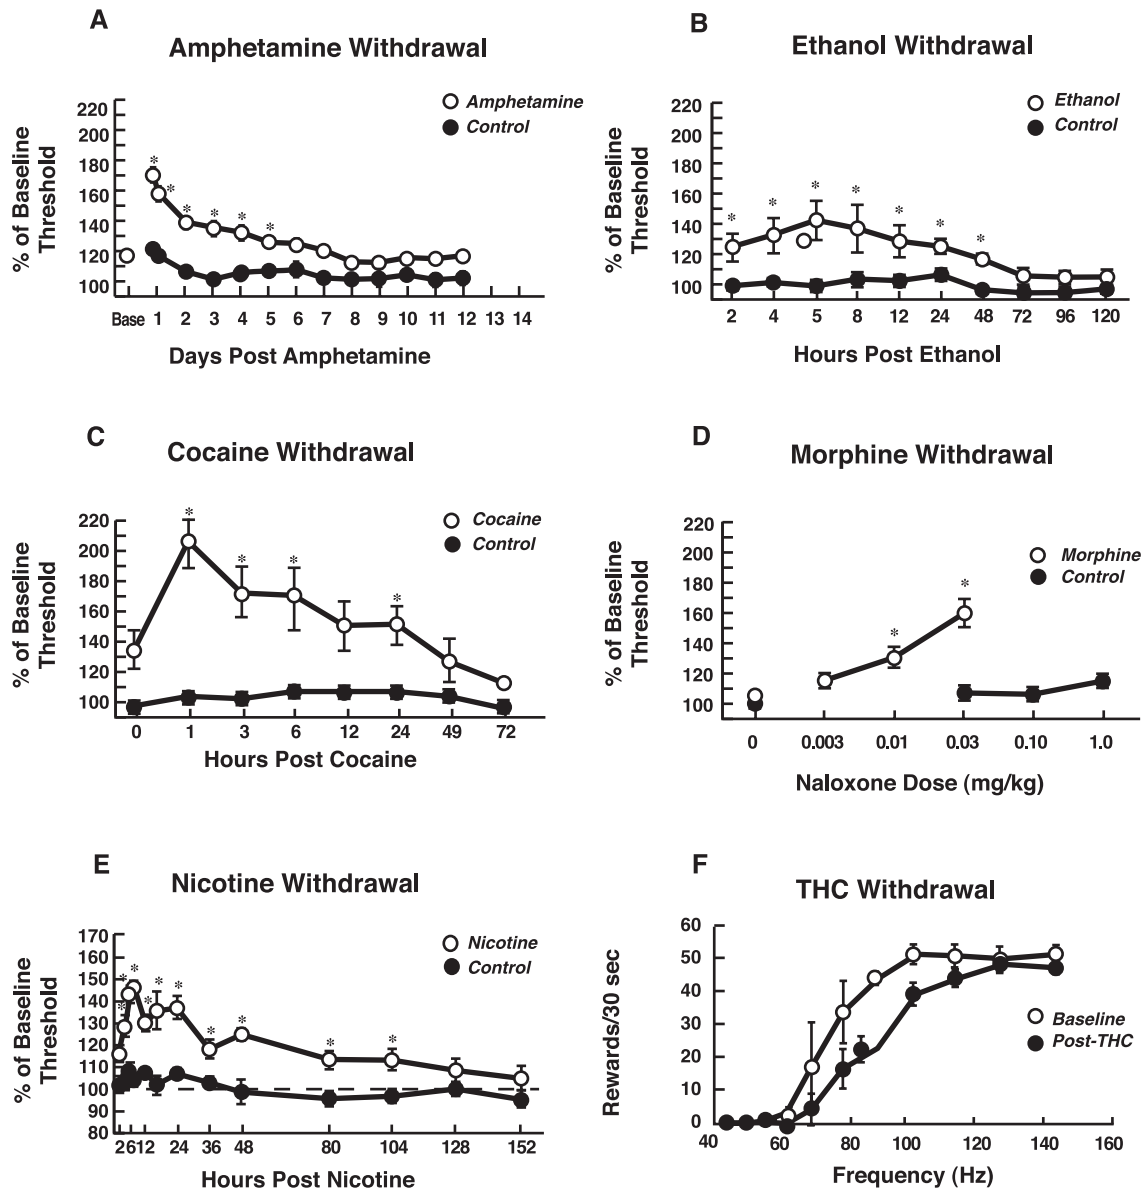 A
Amphetamine Withdrawal
% of Baseline
Threshold
220
200
180
160
140
120
100
Amphetamine
Control
*
*
*
*
*
*
Base 1 2 3 4 5 6 7 8 9 10 11 12 13 14
Days Post Amphetamine
B
Ethanol Withdrawal
% of Baseline
Threshold
220
200
180
160
140
120
100
Ethanol
Control
*
*
*
*
*
*
*
2 4 5 8 12 24 48 72 96 120
Hours Post Ethanol
C
Cocaine Withdrawal
% of Baseline
Threshold
220
200
180
160
140
120
100
Cocaine
Control
*
*
*
*
0 1 3 6 12 24 49 72
Hours Post Cocaine
D
Morphine Withdrawal
% of Baseline
Threshold
220
200
180
160
140
120
100
Morphine
Control
*
*
0 0.003 0.01 0.03 0.10 1.0
Naloxone Dose (mg/kg)
E
Nicotine Withdrawal
% of Baseline
Threshold
170
160
150
140
130
120
110
100
90
80
Nicotine
Control
*
*
*
*
*
*
*
*
*
*
2 6 12 24 36 48 80 104 128 152
Hours Post Nicotine
F
THC Withdrawal
Rewards/30 sec
60
50
40
30
20
10
0
Baseline
Post-THC
40 60 80 100 120 140 160
Frequency (Hz)